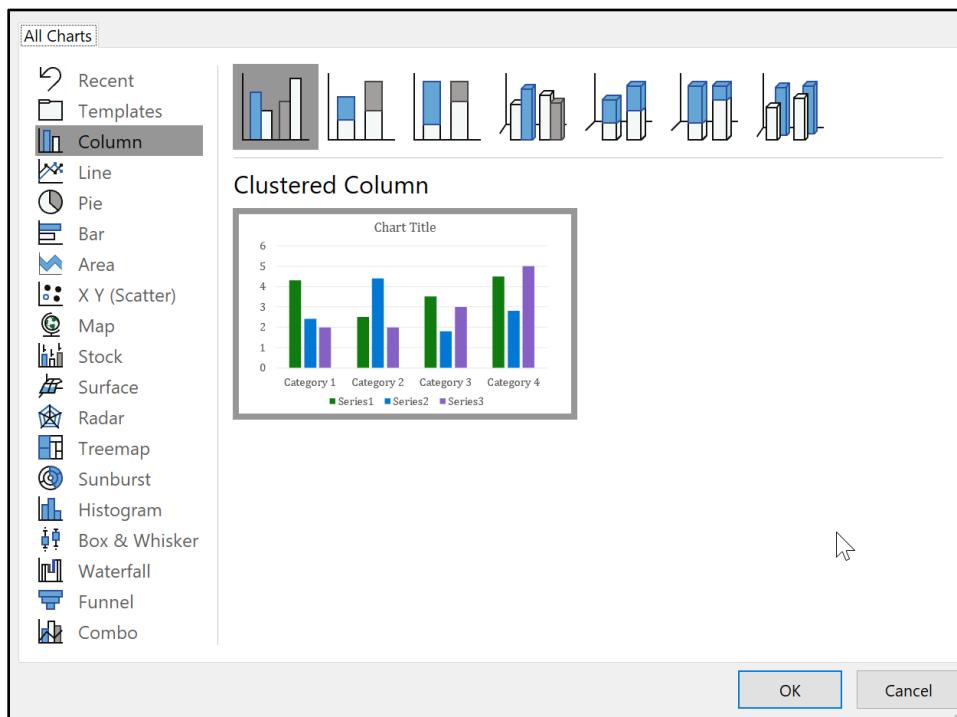 All Charts
Recent
Templates
Column
Line
Pie
Bar
Area
X Y (Scatter)
Map
Stock
Surface
Radar
Treemap
Sunburst
Histogram
Box & Whisker
Waterfall
Funnel
Combo
Clustered Column
Chart Title
6
5
4
3
2
1
0
Category 1 Category 2 Category 3 Category 4
Series1 Series2 Series3
OK Cancel